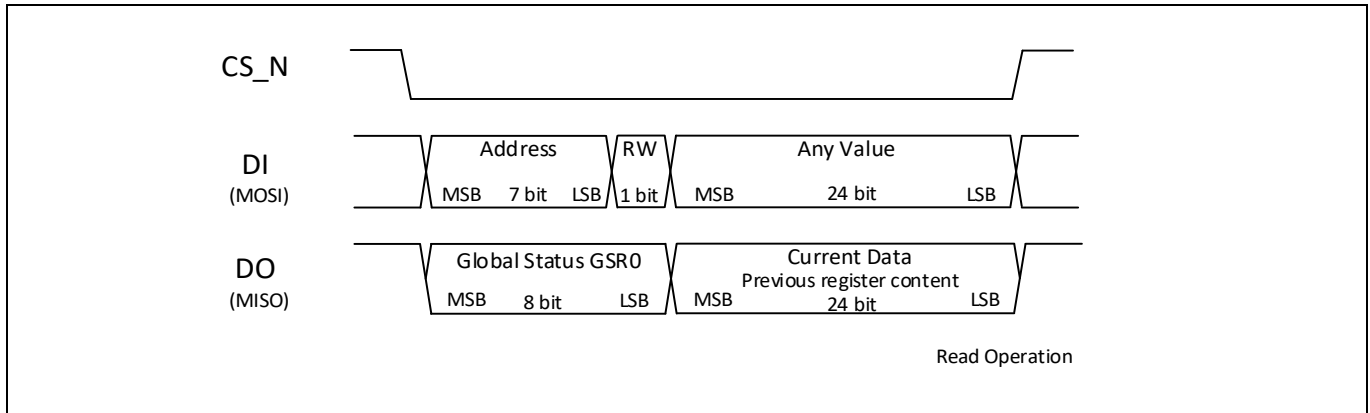 CS_N
DI
(MOSI)
Address
RW
Any Value
MSB 7 bit LSB
1 bit
MSB 24 bit LSB
DO
(MISO)
Global Status GSR0
MSB 8 bit LSB
Current Data
Previous register content
MSB 24 bit LSB
Read Operation